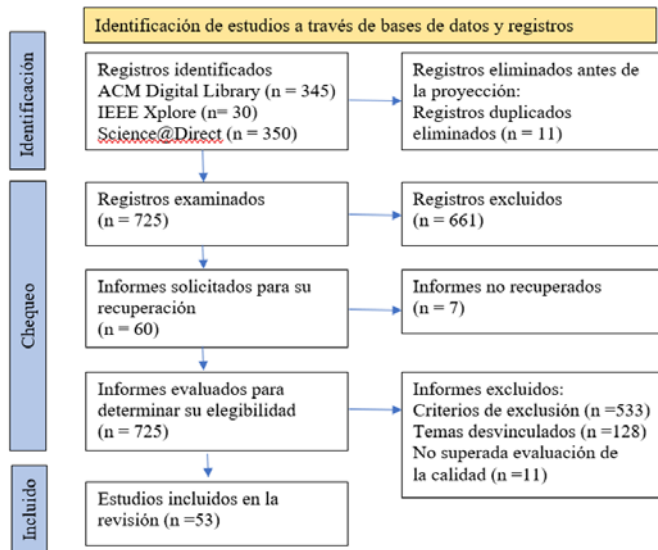 Identificación de estudios a través de bases de datos y registros
Identificación
Registros identificados
ACM Digital Library (n = 345)
IEEE Xplore (n= 30)
Science@Direct (n = 350)
Registros eliminados antes de
la proyección:
Registros duplicados
eliminados (n = 11)
Chequeo
Registros examinados
(n = 725)
Registros excluidos
(n = 661)
Informes solicitados para su
recuperación
(n = 60)
Informes no recuperados
(n = 7)
Informes evaluados para
determinar su elegibilidad
(n = 725)
Informes excluidos:
Criterios de exclusión (n =533)
Temas desvinculados (n =128)
No superada evaluación de
la calidad (n =11)
Incluido
Estudios incluidos en la
revisión (n =53)